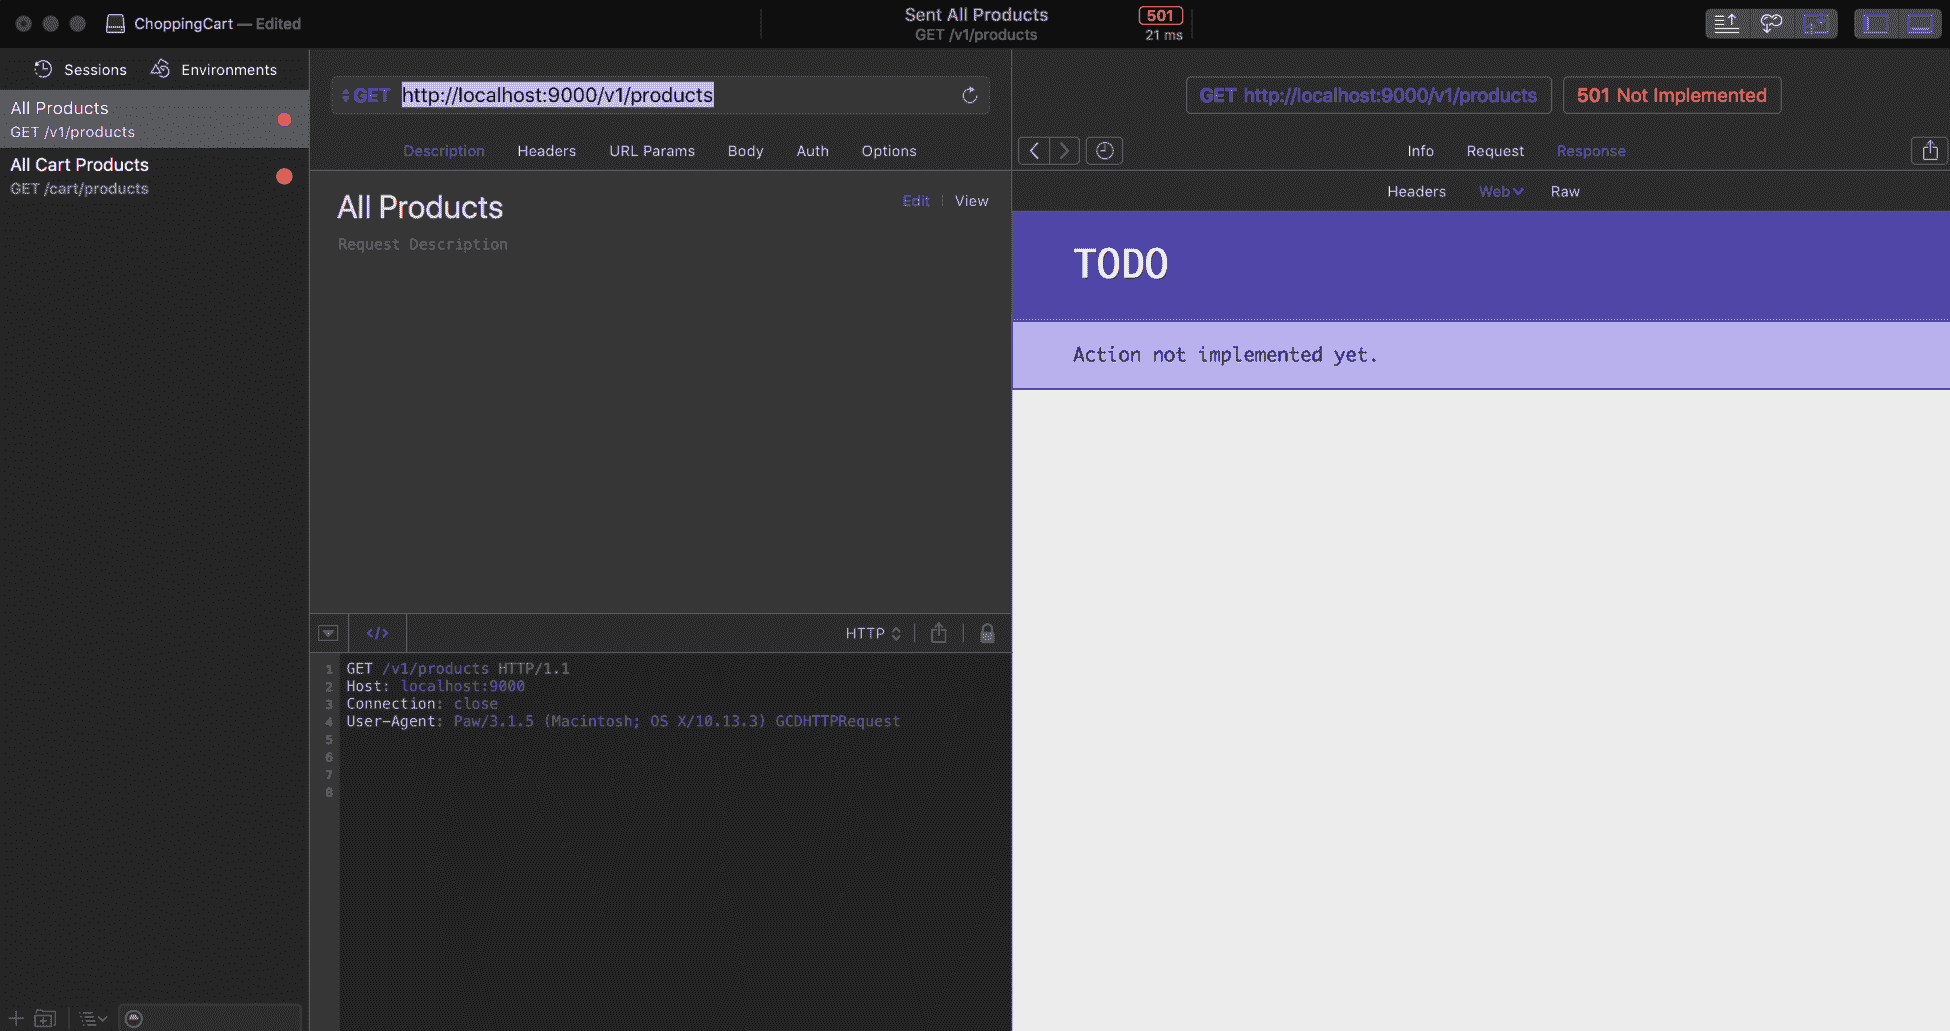 ChoppingCart — Edited
Sent All Products
GET /v1/products
501
21 ms
Sessions
Environments
All Products
GET /v1/products
All Cart Products
GET /cart/products
GET http://localhost:9000/v1/products
Description Headers URL Params Body Auth Options
All Products
Edit View
Request Description
HTTP
1 GET /v1/products HTTP/1.1
2 Host: localhost:9000
3 Connection: close
4 User-Agent: Paw/3.1.5 (Macintosh; OS X/10.13.3) GCDHTTPRequest
5
6
7
8
GET http://localhost:9000/v1/products
501 Not Implemented
Info Request Response
Headers Web Raw
TODO
Action not implemented yet.